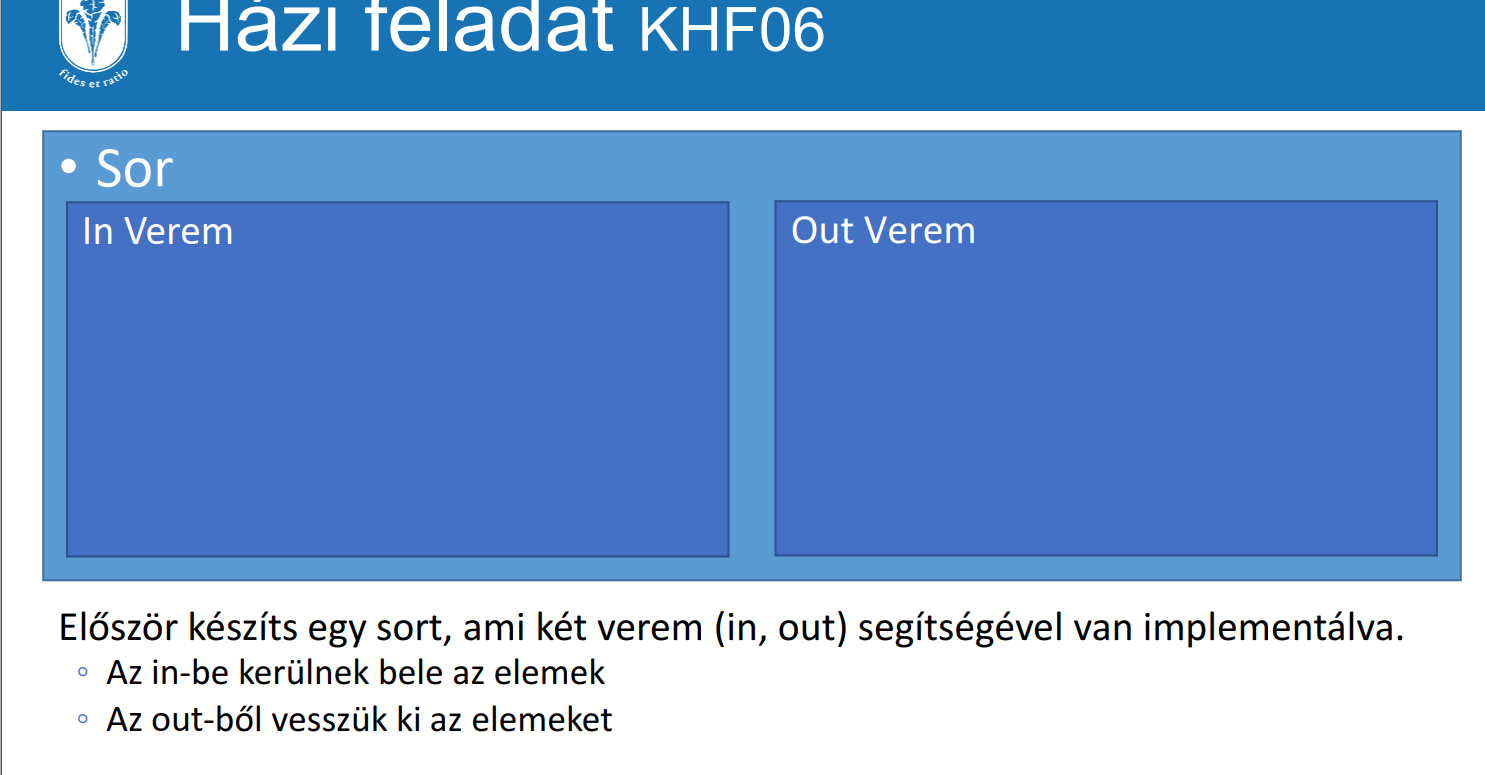 fides et ratio
Házi feladat KHF06
• Sor
In Verem
Out Verem
Először készíts egy sort, ami két verem (in, out) segítségével van implementálva.
◦ Az in-be kerülnek bele az elemek
◦ Az out-ből vesszük ki az elemeket